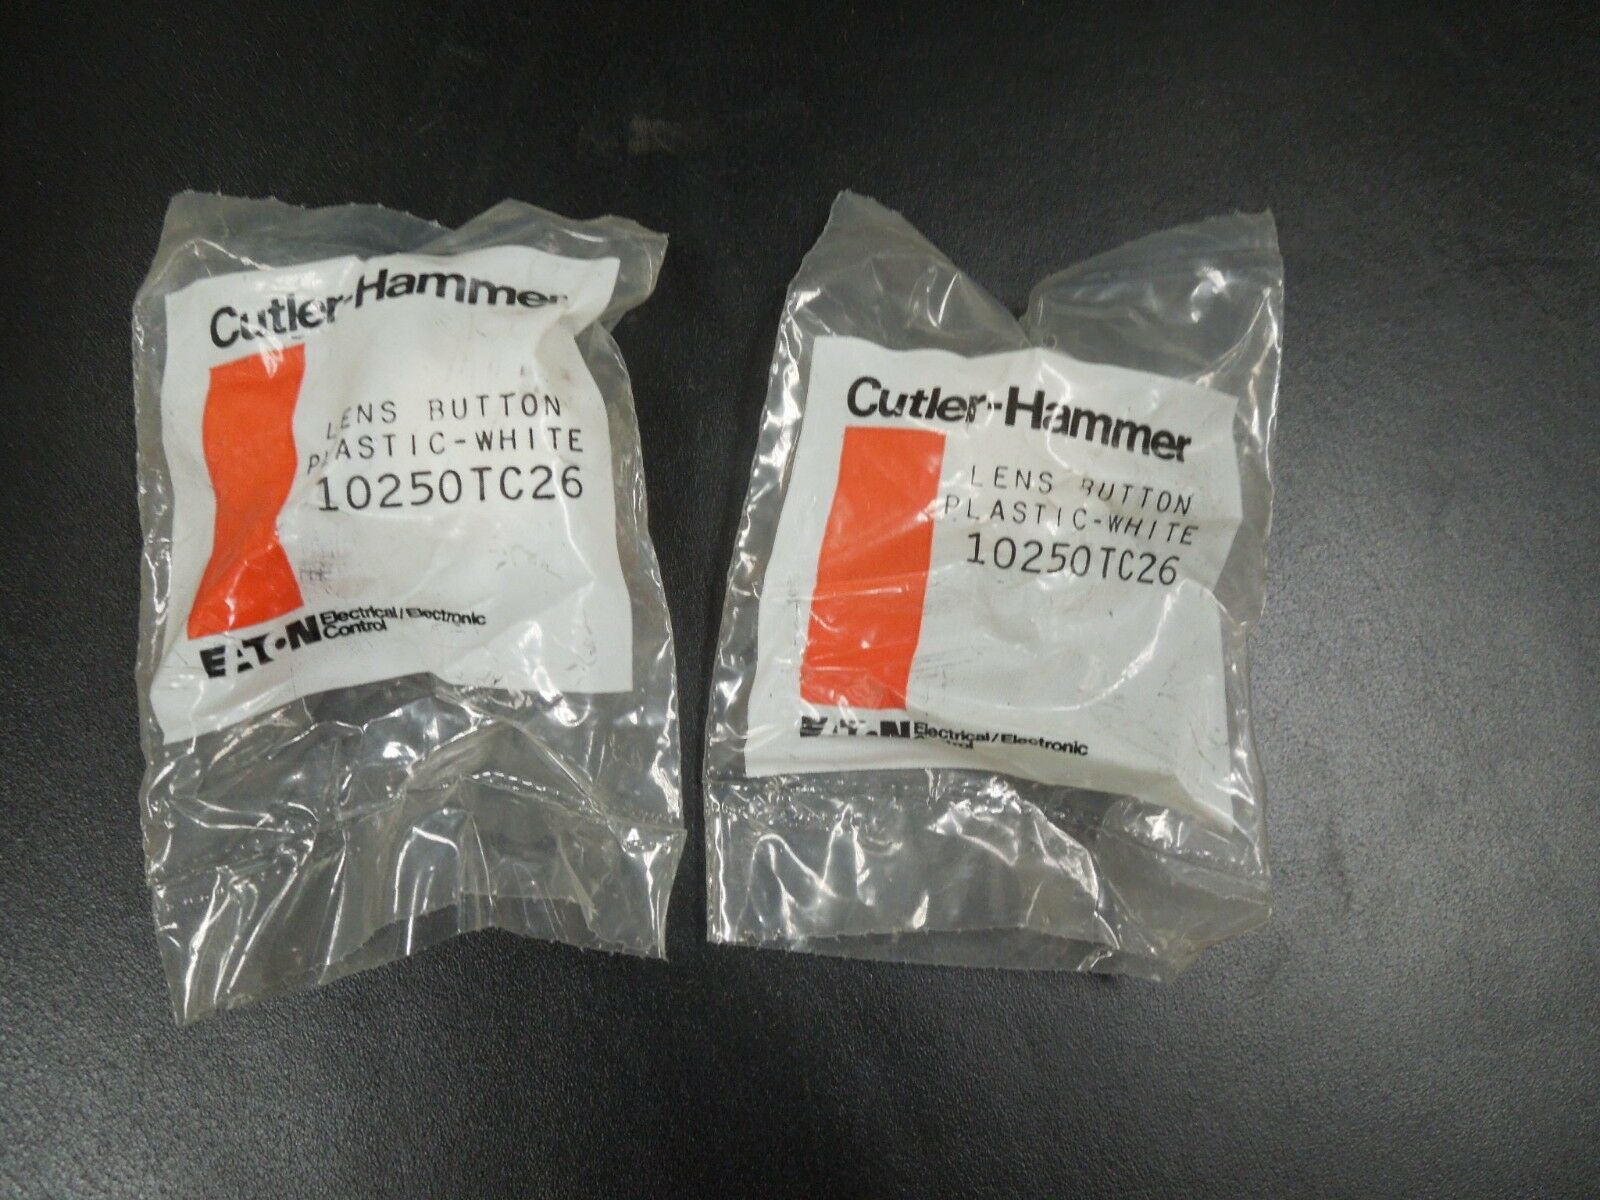 Cutler-Hammer
LENS BUTTON
PLASTIC-WHITE
10250TC26
EATON Electrical/Electronic
Control
Cutler-Hammer
LENS BUTTON
PLASTIC-WHITE
10250TC26
EATON Electrical/Electronic
Control